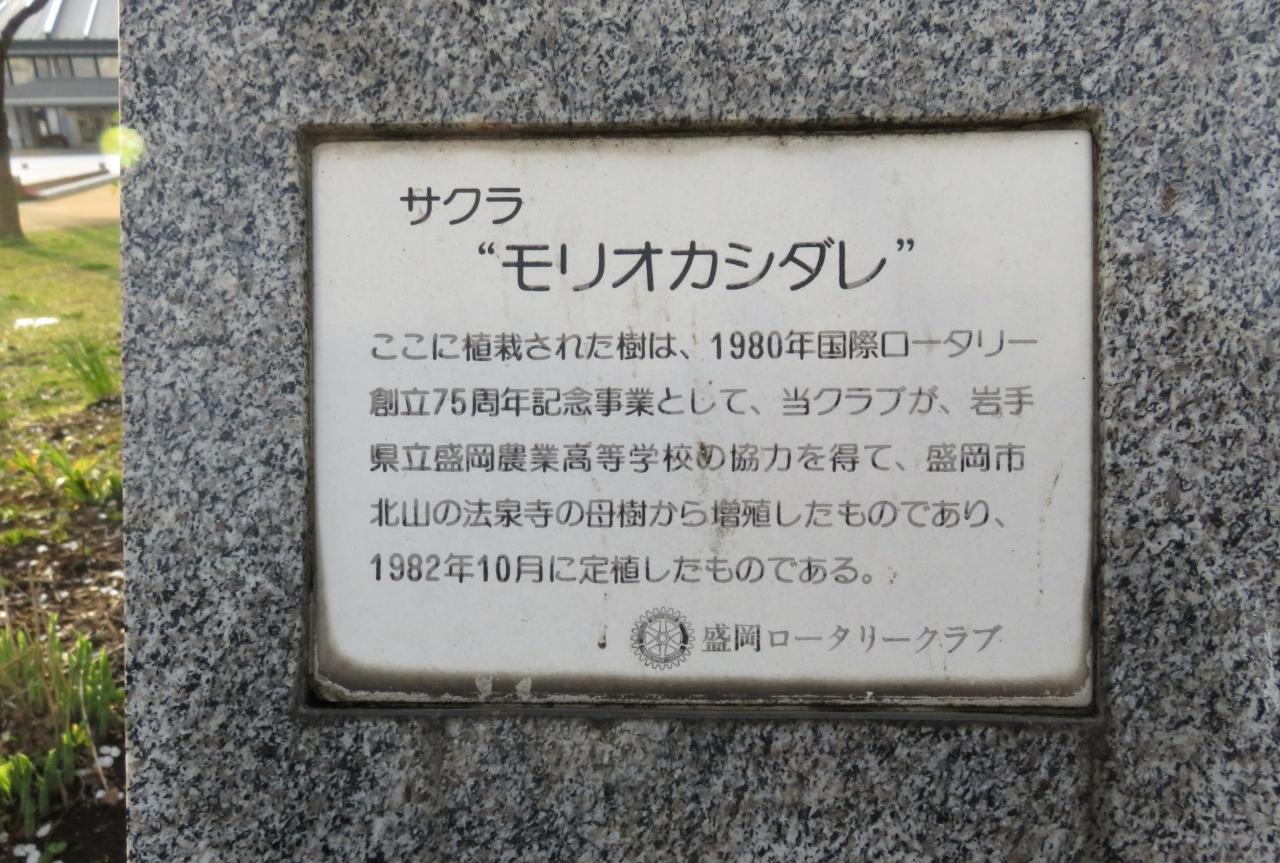 サクラ
“モリオカシダレ”
ここに植栽された樹は、1980年国際ロータリー
創立75周年記念事業として、当クラブが、岩手
県立盛岡農業高等学校の協力を得て、盛岡市
北山の法泉寺の母樹から増殖したものであり、
1982年10月に定植したものである。
盛岡ロータリークラブ